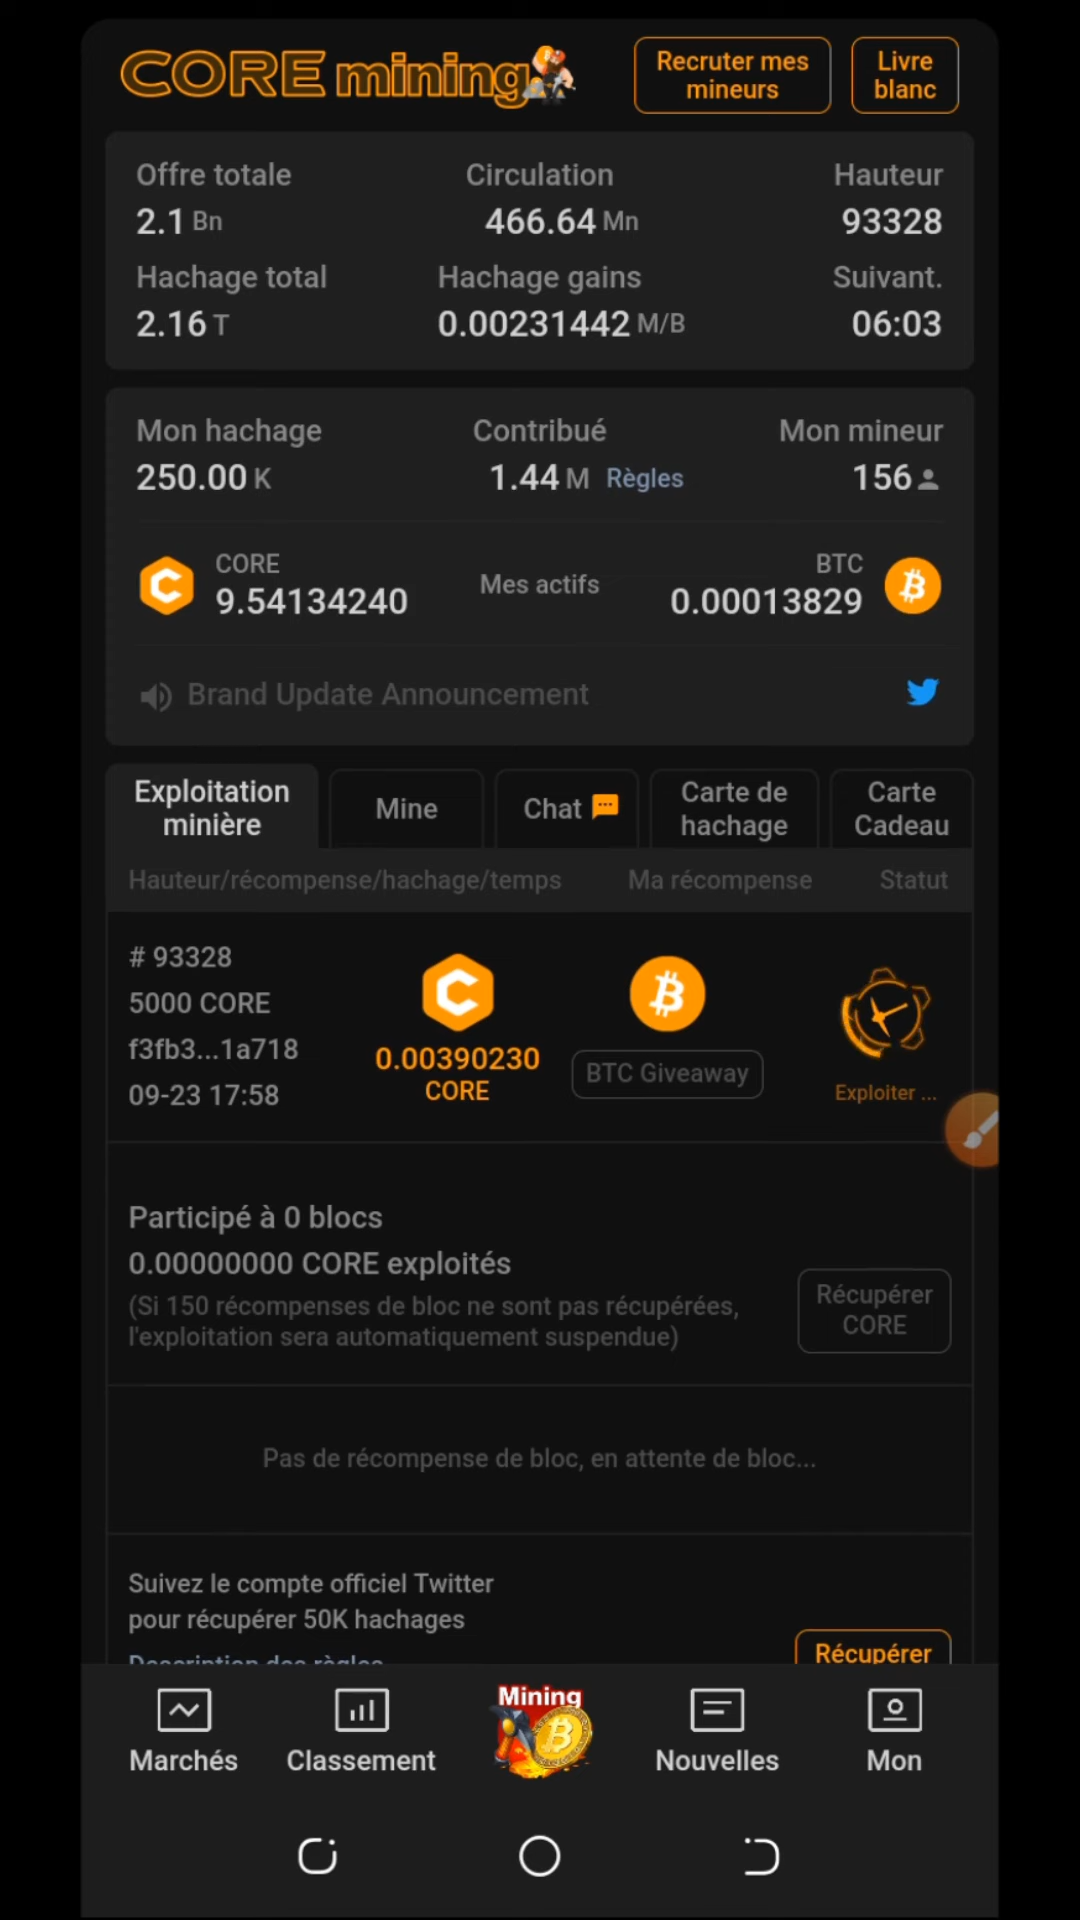 CORE mining
Recruter mes
mineurs
Livre
blanc
Offre totale
Circulation
Hauteur
2.1 Bn
466.64 Mn
93328
Hachage total
Hachage gains
Suivant.
2.16 T
0.00231442 M/B
06:03
Mon hachage
Contribué
Mon mineur
250.00 K
1.44 M Règles
156
CORE
9.54134240
Mes actifs
BTC
0.00013829
Brand Update Announcement
Exploitation
minière
Mine
Chat
Carte de
hachage
Carte
Cadeau
Hauteur/récompense/hachage/temps
Ma récompense
Statut
# 93328
5000 CORE
f3fb3...1a718
09-23 17:58
0.00390230
CORE
BTC Giveaway
Exploiter ...
Participé à 0 blocs
0.00000000 CORE exploités
(Si 150 récompenses de bloc ne sont pas récupérées,
l'exploitation sera automatiquement suspendue)
Récupérer
CORE
Pas de récompense de bloc, en attente de bloc...
Suivez le compte officiel Twitter
pour récupérer 50K hachages
Description des règles
Récupérer
Marchés
Classement
Mining
Nouvelles
Mon